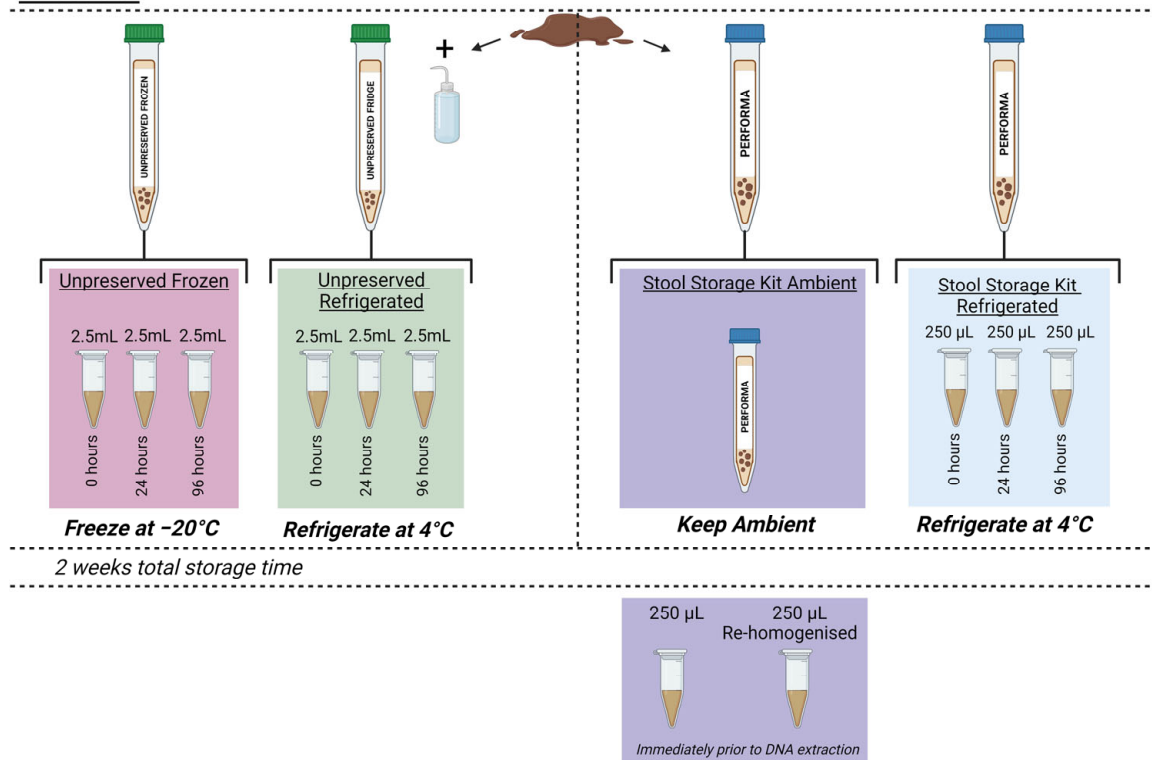 UNPRESERVED FROZEN
UNPRESERVED FRIDGE
+
PERFORMA
PERFORMA
Unpreserved Frozen
2.5mL 2.5mL 2.5mL
0 hours
24 hours
96 hours
Freeze at −20°C
Unpreserved
Refrigerated
2.5mL 2.5mL 2.5mL
0 hours
24 hours
96 hours
Refrigerate at 4°C
Stool Storage Kit Ambient
PERFORMA
Keep Ambient
Stool Storage Kit
Refrigerated
250 µL 250 µL 250 µL
0 hours
24 hours
96 hours
Refrigerate at 4°C
2 weeks total storage time
250 µL
250 µL
Re-homogenised
Immediately prior to DNA extraction